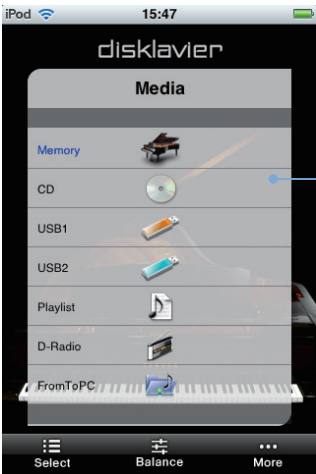 iPod 15:47
disklavier
Media
Memory
CD
USB1
USB2
Playlist
D-Radio
FromToPC
Select Balance More